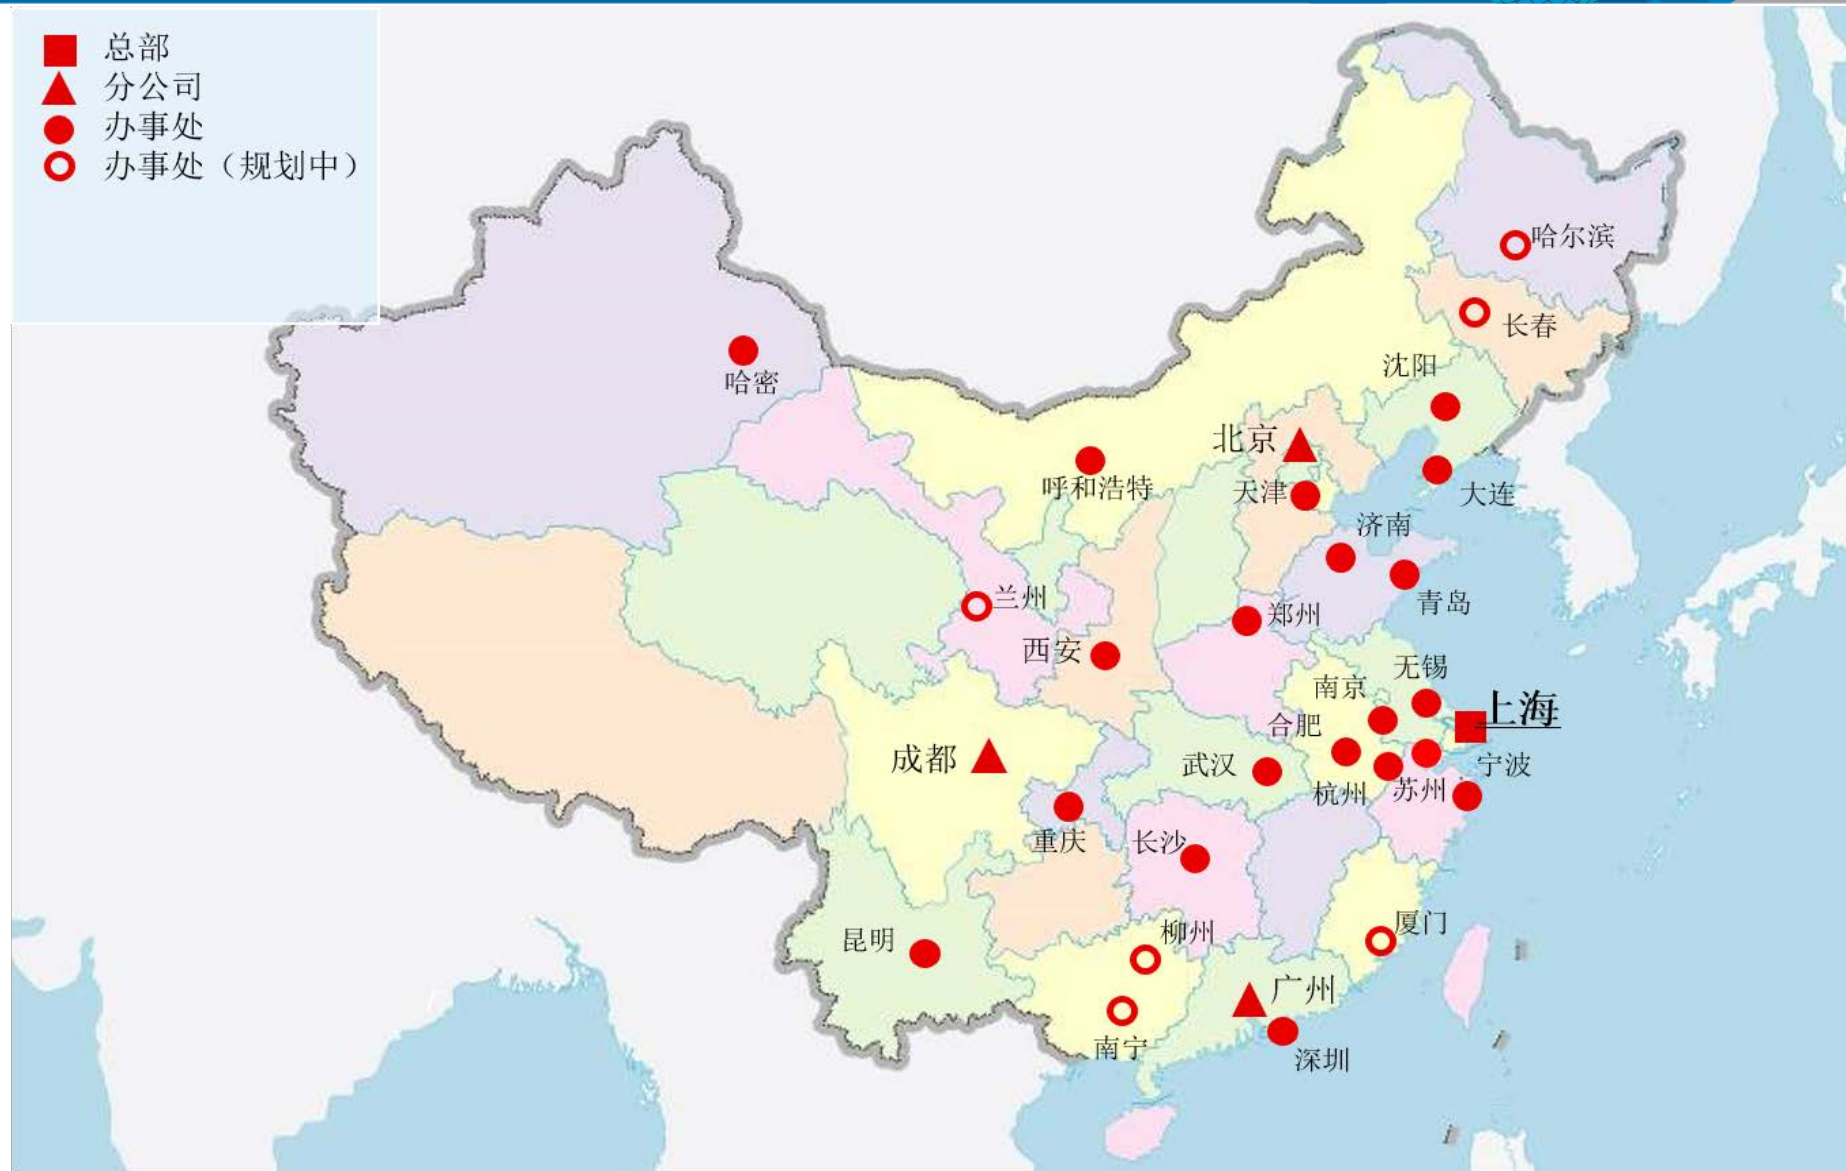 总部
分公司
办事处
办事处（规划中）
哈尔滨
长春
沈阳
哈密
北京
呼和浩特
天津
大连
济南
兰州
青岛
郑州
西安
无锡
南京
上海
合肥
成都
武汉
宁波
杭州
苏州
重庆
长沙
厦门
柳州
昆明
广州
南宁
深圳